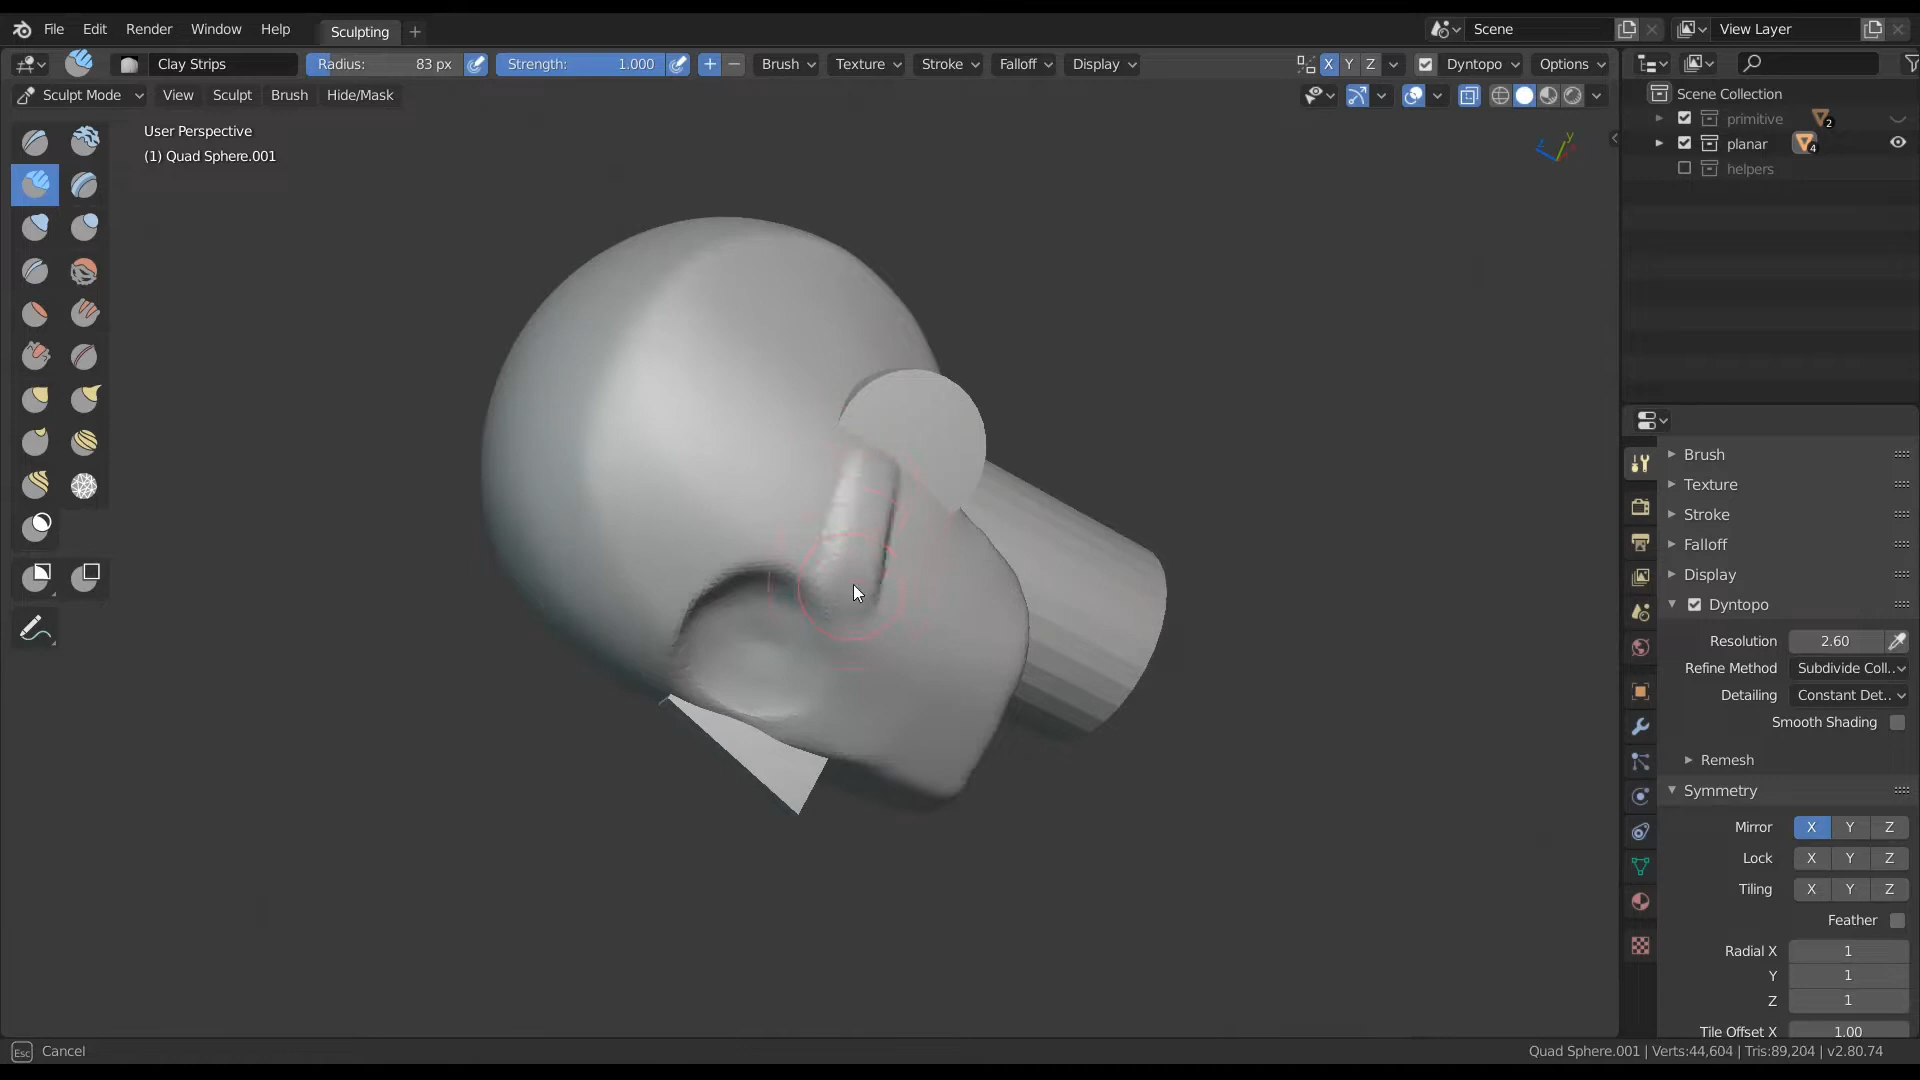 File Edit Render Window Help Sculpting + Scene View Layer
Clay Strips Radius: 83 px Strength: 1.000 + − Brush Texture Stroke Falloff Display X Y Z Dyntopo Options
Sculpt Mode View Sculpt Brush Hide/Mask
Scene Collection
primitive 2
planar 4
helpers
User Perspective
(1) Quad Sphere.001
z y
Brush
Texture
Stroke
Falloff
Display
Dyntopo
Resolution 2.60
Refine Method Subdivide Coll..
Detailing Constant Det..
Smooth Shading
Remesh
Symmetry
Mirror X Y Z
Lock X Y Z
Tiling X Y Z
Feather
Radial X 1
Y 1
Z 1
Tile Offset X 1.00
Esc Cancel
Quad Sphere.001 | Verts:44,604 | Tris:89,204 | v2.80.74